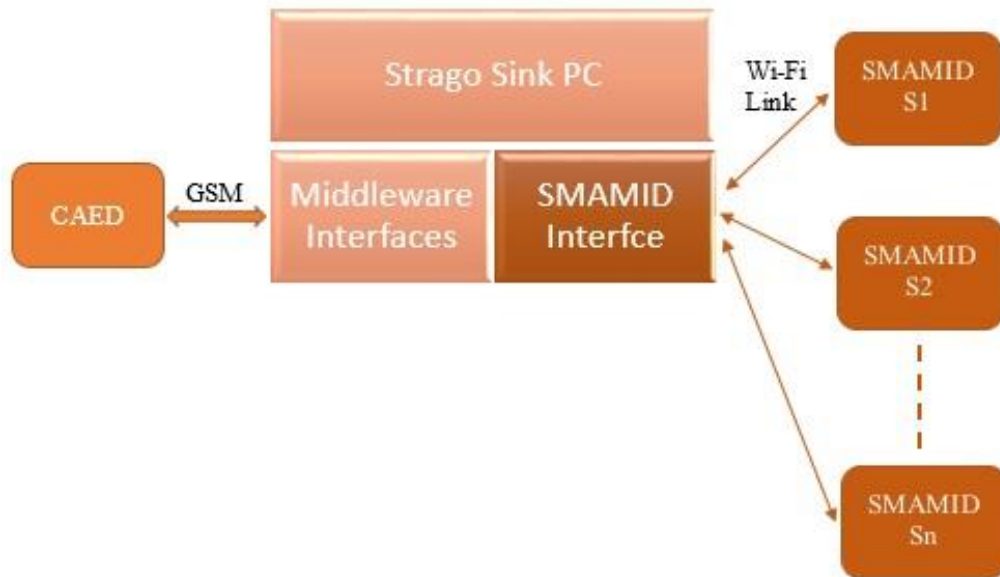 Strago Sink PC
Wi-Fi
Link
SMAMID
S1
CAED
GSM
Middleware
Interfaces
SMAMID
Interfce
SMAMID
S2
SMAMID
Sn